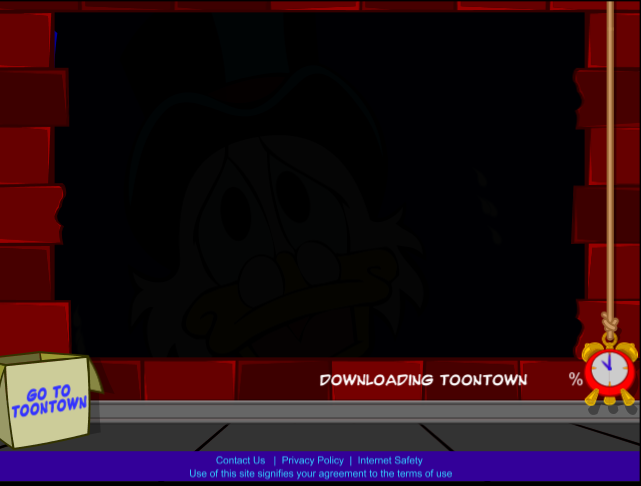 DOWNLOADING TOONTOWN %
GO TO
TOONTOWN
Contact Us | Privacy Policy | Internet Safety
Use of this site signifies your agreement to the terms of use